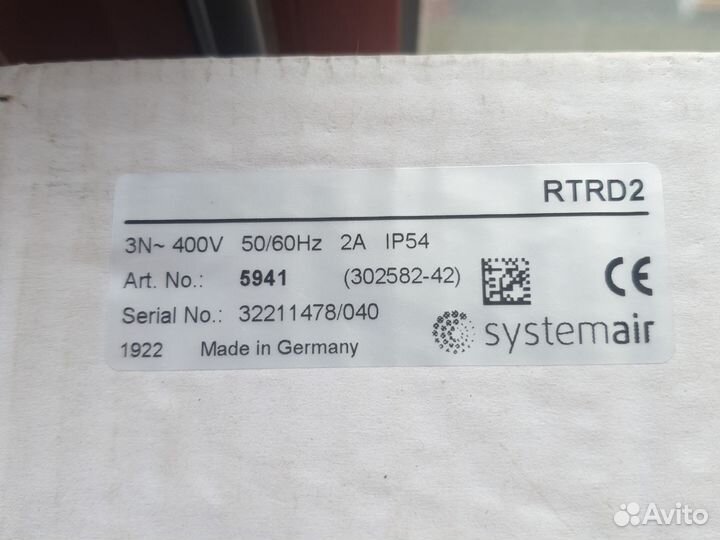 RTRD2
3N~ 400V 50/60Hz 2A IP54
Art. No.: 5941 (302582-42)
Serial No.: 32211478/040
1922 Made in Germany
CE
systemair
Avito